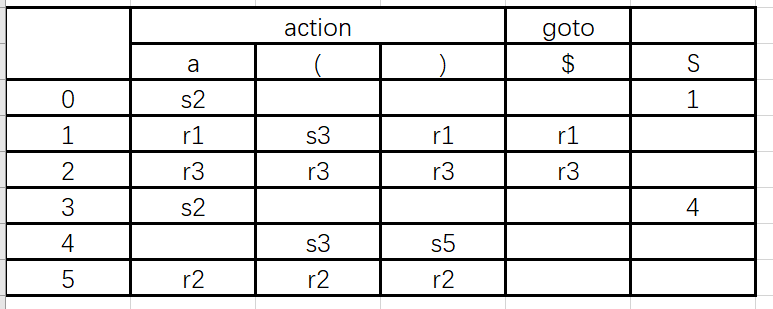 action goto
a ( ) $ S
0 s2 1
1 r1 s3 r1 r1
2 r3 r3 r3 r3
3 s2 4
4 s3 s5
5 r2 r2 r2